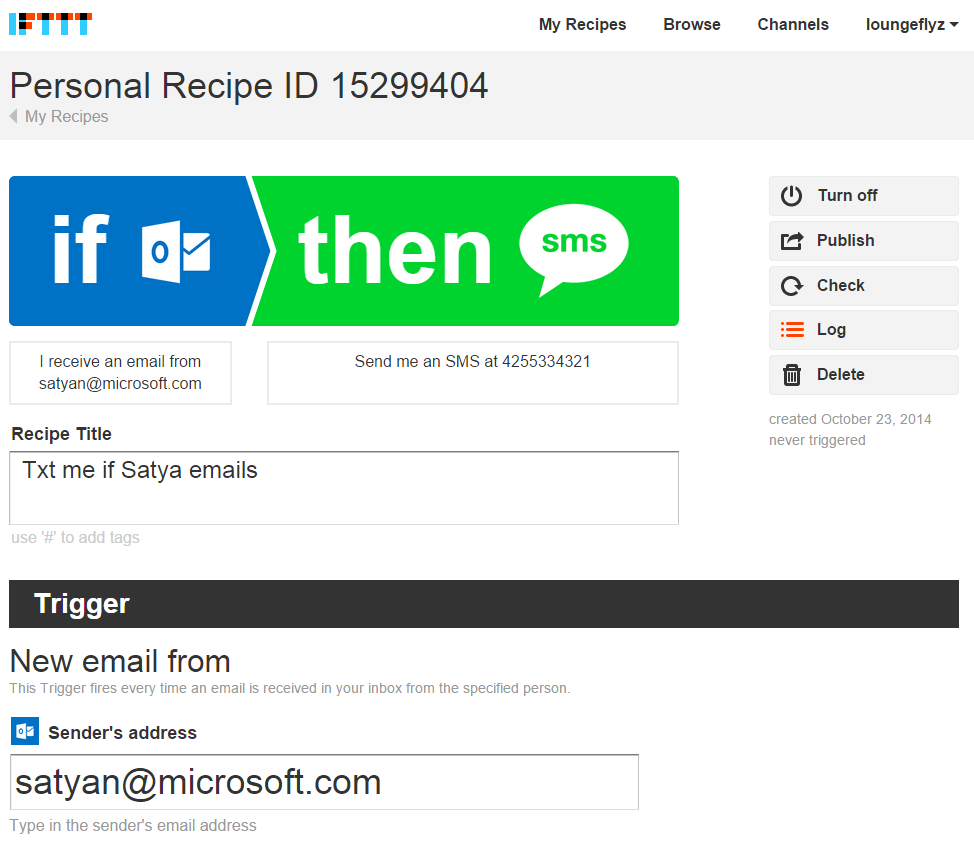 IFTTT
My Recipes Browse Channels loungeflyz
Personal Recipe ID 15299404
My Recipes
if then sms
I receive an email from
satyan@microsoft.com
Send me an SMS at 4255334321
Turn off
Publish
Check
Log
Delete
created October 23, 2014
never triggered
Recipe Title
Txt me if Satya emails
use '#' to add tags
Trigger
New email from
This Trigger fires every time an email is received in your inbox from the specified person.
Sender's address
satyan@microsoft.com
Type in the sender's email address